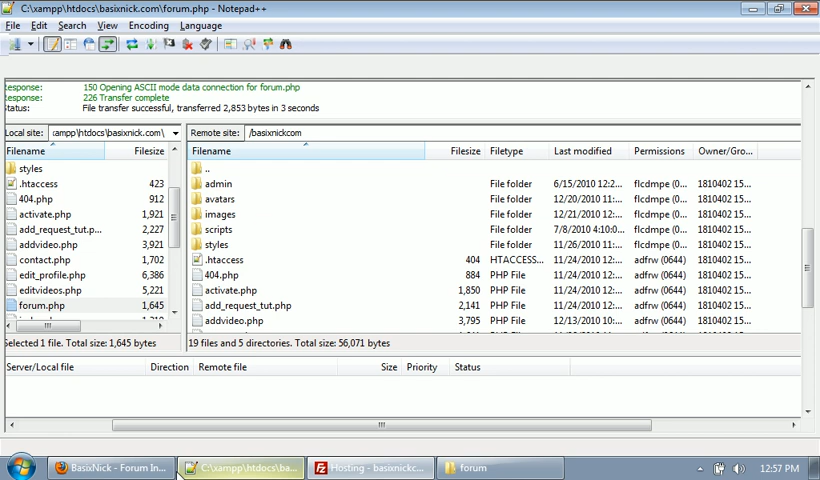 C:\xampp\htdocs\basixnick.com\forum.php - Notepad++
File Edit Search View Encoding Language
Response: 150 Opening ASCII mode data connection for forum.php
Response: 226 Transfer complete
Status: File transfer successful, transferred 2,853 bytes in 3 seconds
Local site: :ampp\htdocs\basixnick.com\ Remote site: /basixnickcom
Filename Filesize Filename Filesize Filetype Last modified Permissions Owner/Gro...
styles ..
.htaccess 423 admin File folder 6/15/2010 12:2... flcdmpe (0... 1810402 15...
404.php 912 avatars File folder 12/20/2010 11:... flcdmpe (0... 1810402 15...
activate.php 1,921 images File folder 12/21/2010 12:... flcdmpe (0... 1810402 15...
add_request_tut.p... 2,227 scripts File folder 7/8/2010 4:10:0... flcdmpe (0... 1810402 15...
addvideo.php 3,921 styles File folder 11/26/2010 11:... flcdmpe (0... 1810402 15...
contact.php 1,702 .htaccess 404 HTACCESS... 11/24/2010 12:... adfrw (0644) 1810402 15...
edit_profile.php 6,386 404.php 884 PHP File 11/24/2010 12:... adfrw (0644) 1810402 15...
editvideos.php 5,221 activate.php 1,850 PHP File 11/24/2010 12:... adfrw (0644) 1810402 15...
forum.php 1,645 add_request_tut.php 2,141 PHP File 11/24/2010 12:... adfrw (0644) 1810402 15...
addvideo.php 3,795 PHP File 12/13/2010 10:... adfrw (0644) 1810402 15...
Selected 1 file. Total size: 1,645 bytes 19 files and 5 directories. Total size: 56,071 bytes
Server/Local file Direction Remote file Size Priority Status
BasixNick - Forum In... C:\xampp\htdocs\ba... Hosting - basixnickc... forum 12:57 PM